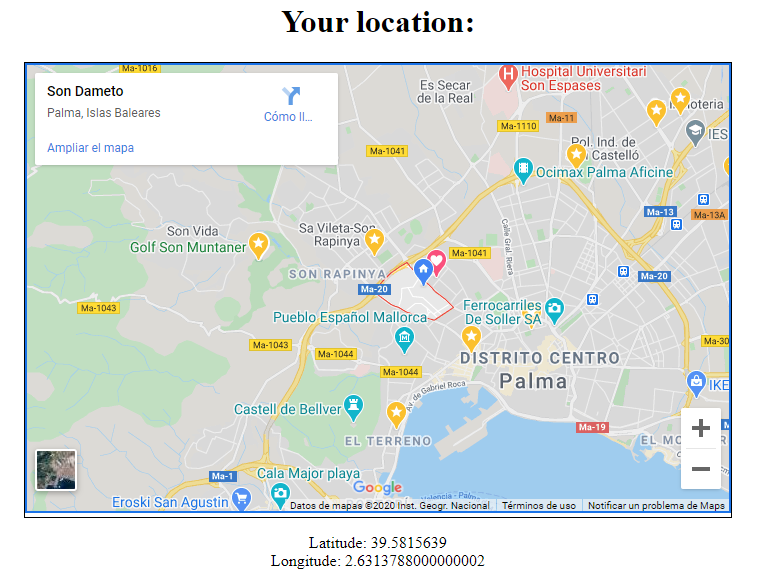 Your location:
Ma-1016
Son Dameto
Palma, Islas Baleares
Cómo ll...
Ampliar el mapa
Hospital Universitari
Son Espases
Es Secar
de la Real
Ma-11
Ma-1110
Pol. Ind. de
Castelló
IES
Ma-1041
Ocimax Palma Aficine
Calle Gral. Riera
Ma-13
Ma-13A
Son Vida
Golf Son Muntaner
Sa Vileta-Son
Rapinya
Ma-1041
SON RAPINYA
Ma-20
Ma-20
Ma-1043
Ferrocarriles
De Soller SA
Pueblo Español Mallorca
Ma-1043
Ma-1044
Ma-30
DISTRITO CENTRO
Palma
Ma-1044
Av. de Gabriel Roca
IKE
Castell de Bellver
EL TERRENO
Ma-19
Ma-1
Cala Major playa
Eroski San Agustin
Google
Valencia - Palma
Datos de mapas ©2020 Inst. Geogr. Nacional
Términos de uso
Notificar un problema de Maps
Latitude: 39.5815639
Longitude: 2.6313788000000002